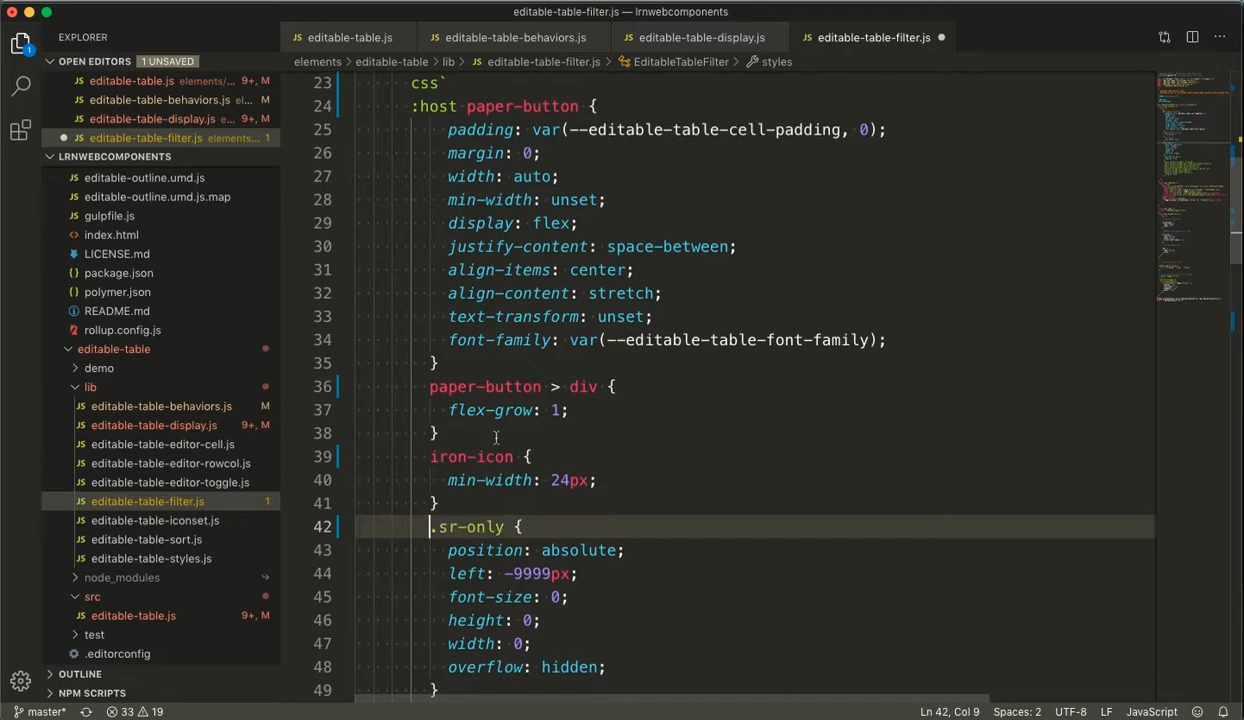 editable-table-filter.js — lrnwebcomponents
EXPLORER
OPEN EDITORS 1 UNSAVED
editable-table.js elements/... 9+, M
editable-table-behaviors.js el... M
editable-table-display.js ele... 9+, M
editable-table-filter.js elements... 1
LRNWEBCOMPONENTS
editable-outline.umd.js
editable-outline.umd.js.map
gulpfile.js
index.html
LICENSE.md
package.json
polymer.json
README.md
rollup.config.js
editable-table
demo
lib
editable-table-behaviors.js M
editable-table-display.js 9+, M
editable-table-editor-cell.js
editable-table-editor-rowcol.js
editable-table-editor-toggle.js
editable-table-filter.js 1
editable-table-iconset.js
editable-table-sort.js
editable-table-styles.js
node_modules
src
editable-table.js 9+, M
test
.editorconfig
OUTLINE
NPM SCRIPTS
editable-table.js editable-table-behaviors.js editable-table-display.js editable-table-filter.js
elements > editable-table > lib > editable-table-filter.js > EditableTableFilter > styles
23 css`
24 :host paper-button {
25 padding: var(--editable-table-cell-padding, 0);
26 margin: 0;
27 width: auto;
28 min-width: unset;
29 display: flex;
30 justify-content: space-between;
31 align-items: center;
32 align-content: stretch;
33 text-transform: unset;
34 font-family: var(--editable-table-font-family);
35 }
36 paper-button > div {
37 flex-grow: 1;
38 }
39 iron-icon {
40 min-width: 24px;
41 }
42 .sr-only {
43 position: absolute;
44 left: -9999px;
45 font-size: 0;
46 height: 0;
47 width: 0;
48 overflow: hidden;
49 }
master* 33 19 Ln 42, Col 9 Spaces: 2 UTF-8 LF JavaScript